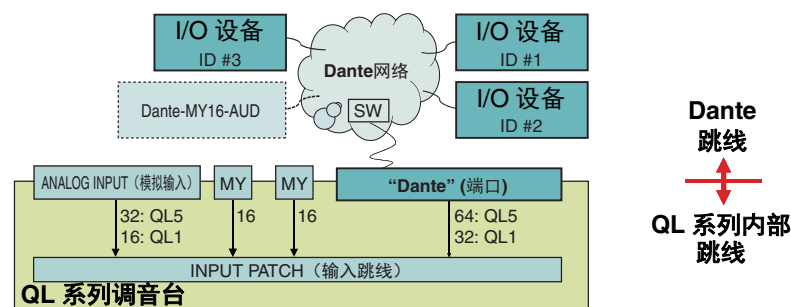 I/O 设备
ID #3
Dante网络
I/O 设备
ID #1
Dante-MY16-AUD
SW
I/O 设备
ID #2
ANALOG INPUT（模拟输入）
MY
MY
“Dante” (端口)
32: QL5
16: QL1
16
16
64: QL5
32: QL1
INPUT PATCH（输入跳线）
QL 系列调音台
Dante
跳线
QL 系列内部
跳线